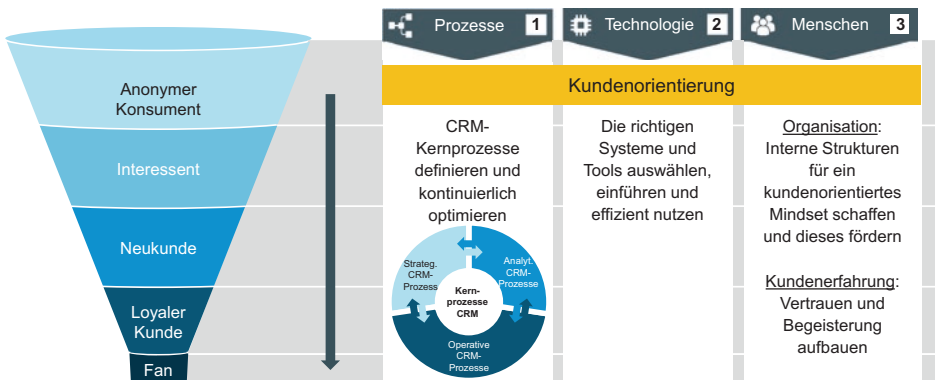 Prozesse 1
Technologie 2
Menschen 3
Kundenorientierung
Anonymer
Konsument
Interessent
Neukunde
Loyaler
Kunde
Fan
CRM-
Kernprozesse
definieren und
kontinuierlich
optimieren
Strateg.
CRM-
Prozess
Analyt.
CRM-
Prozesse
Kern-
prozesse
CRM
Operative
CRM-
Prozesse
Die richtigen
Systeme und
Tools auswählen,
einführen und
effizient nutzen
Organisation:
Interne Strukturen
für ein
kundenorientiertes
Mindset schaffen
und dieses fördern
Kundenerfahrung:
Vertrauen und
Begeisterung
aufbauen